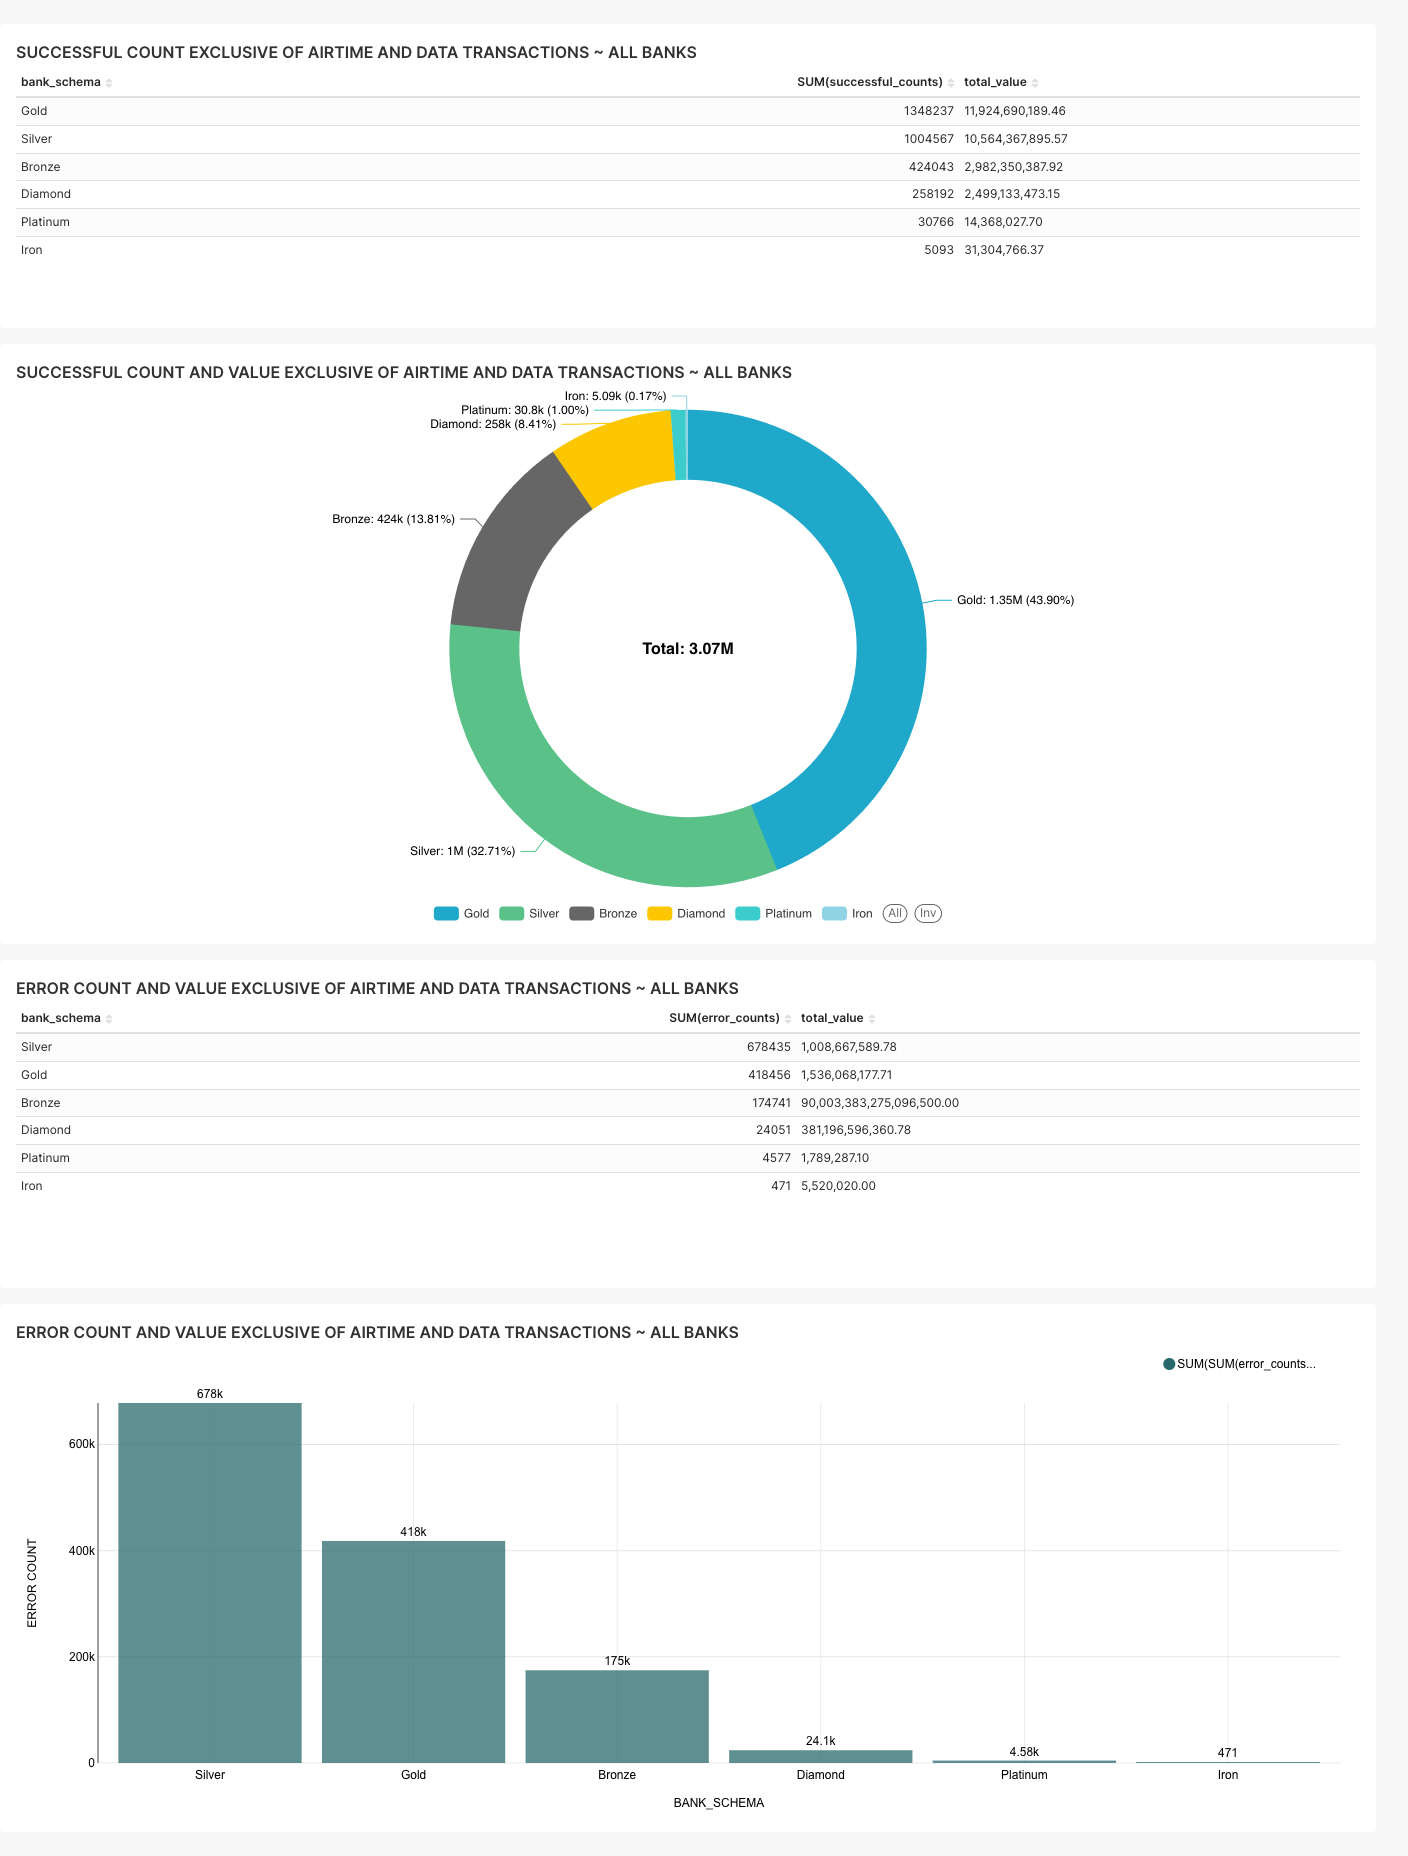 SUCCESSFUL COUNT EXCLUSIVE OF AIRTIME AND DATA TRANSACTIONS ~ ALL BANKS
bank_schema SUM(successful_counts) total_value
Gold 1348237 11,924,690,189.46
Silver 1004567 10,564,367,895.57
Bronze 424043 2,982,350,387.92
Diamond 258192 2,499,133,473.15
Platinum 30766 14,368,027.70
Iron 5093 31,304,766.37
SUCCESSFUL COUNT AND VALUE EXCLUSIVE OF AIRTIME AND DATA TRANSACTIONS ~ ALL BANKS
Iron: 5.09k (0.17%)
Platinum: 30.8k (1.00%)
Diamond: 258k (8.41%)
Bronze: 424k (13.81%)
Gold: 1.35M (43.90%)
Total: 3.07M
Silver: 1M (32.71%)
Gold Silver Bronze Diamond Platinum Iron All Inv
ERROR COUNT AND VALUE EXCLUSIVE OF AIRTIME AND DATA TRANSACTIONS ~ ALL BANKS
bank_schema SUM(error_counts) total_value
Silver 678435 1,008,667,589.78
Gold 418456 1,536,068,177.71
Bronze 174741 90,003,383,275,096,500.00
Diamond 24051 381,196,596,360.78
Platinum 4577 1,789,287.10
Iron 471 5,520,020.00
ERROR COUNT AND VALUE EXCLUSIVE OF AIRTIME AND DATA TRANSACTIONS ~ ALL BANKS
SUM(SUM(error_counts...
678k
600k
418k
400k
ERROR COUNT
175k
200k
24.1k
4.58k
471
0
Silver Gold Bronze Diamond Platinum Iron
BANK_SCHEMA